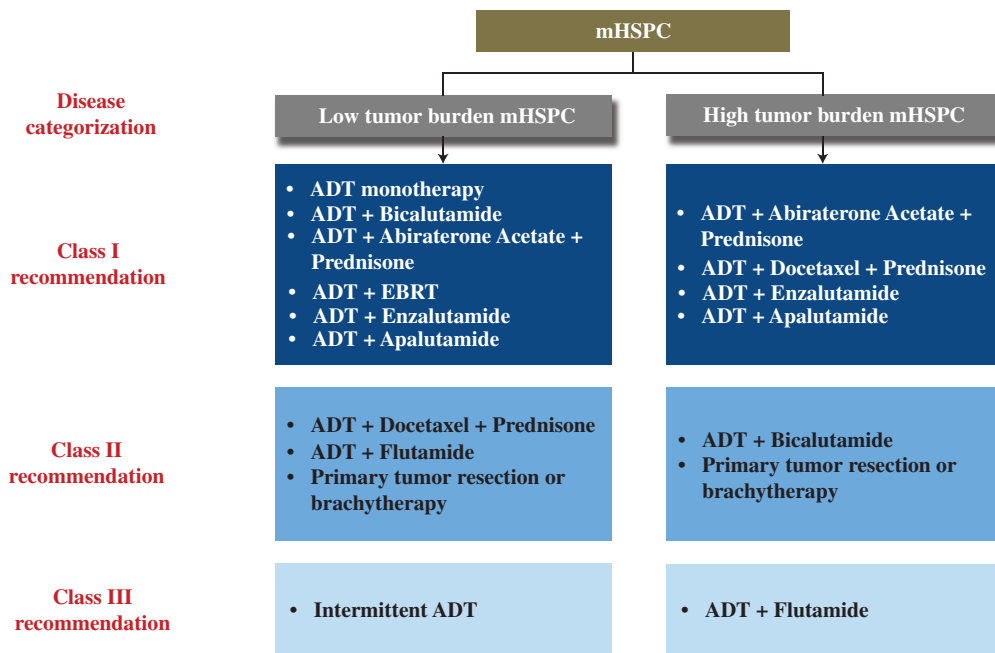 mHSPC
Disease
categorization
Low tumor burden mHSPC
High tumor burden mHSPC
Class I
recommendation
• ADT monotherapy
• ADT + Bicalutamide
• ADT + Abiraterone Acetate +
Prednisone
• ADT + EBRT
• ADT + Enzalutamide
• ADT + Apalutamide
• ADT + Abiraterone Acetate +
Prednisone
• ADT + Docetaxel + Prednisone
• ADT + Enzalutamide
• ADT + Apalutamide
Class II
recommendation
• ADT + Docetaxel + Prednisone
• ADT + Flutamide
• Primary tumor resection or
brachytherapy
• ADT + Bicalutamide
• Primary tumor resection or
brachytherapy
Class III
recommendation
• Intermittent ADT
• ADT + Flutamide